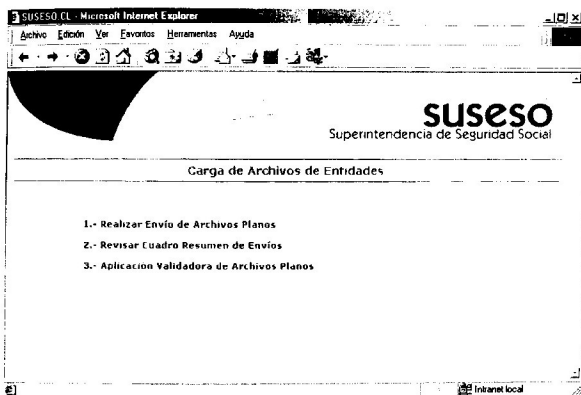 SUSESO.CL - Microsoft Internet Explorer
Archivo Edición Ver Favoritos Herramientas Ayuda
suseso
Superintendencia de Seguridad Social
Carga de Archivos de Entidades
1.- Realizar Envío de Archivos Planos
2.- Revisar Cuadro Resumen de Envíos
3.- Aplicación Validadora de Archivos Planos
Intranet local